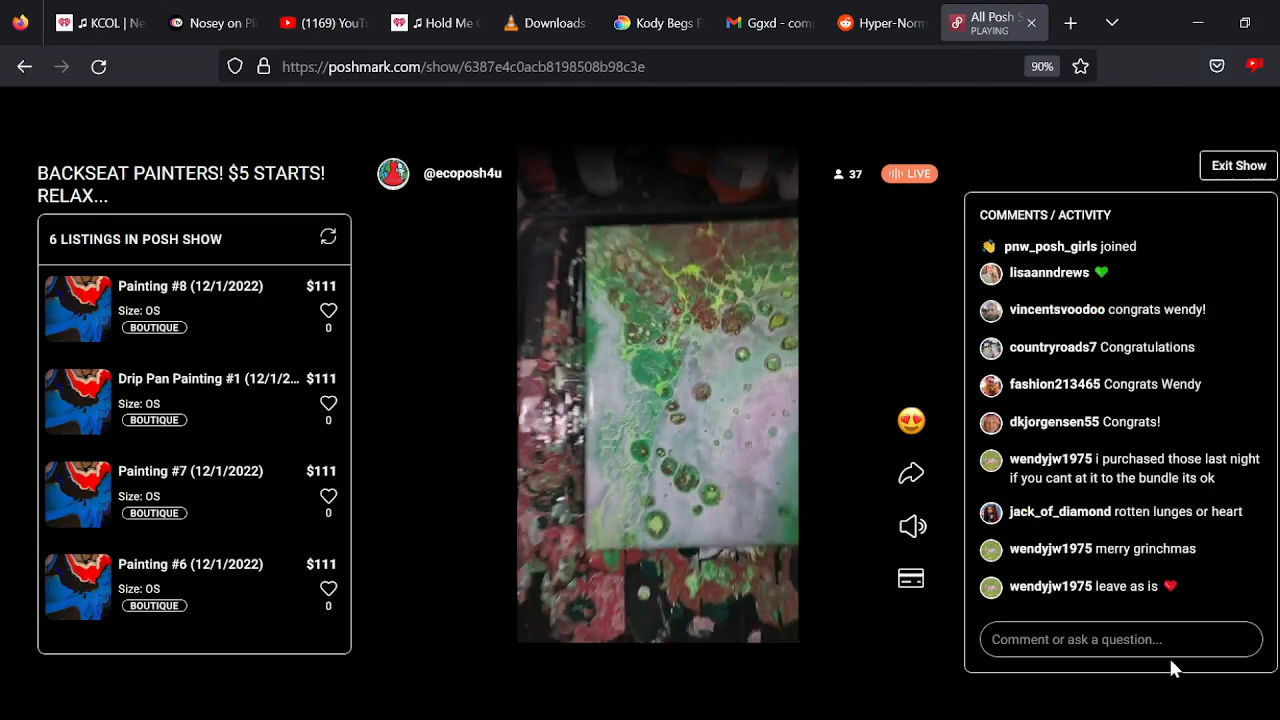 KCOL | Ne
Nosey on Pl
(1169) YouT
Hold Me
Downloads
Kody Begs F
Ggxd - com
Hyper-Norm
All Posh S
PLAYING
https://poshmark.com/show/6387e4c0acb8198508b98c3e
90%
BACKSEAT PAINTERS! $5 STARTS!
RELAX...
6 LISTINGS IN POSH SHOW
Painting #8 (12/1/2022) $111
Size: OS
BOUTIQUE 0
Drip Pan Painting #1 (12/1/2... $111
Size: OS
BOUTIQUE 0
Painting #7 (12/1/2022) $111
Size: OS
BOUTIQUE 0
Painting #6 (12/1/2022) $111
Size: OS
BOUTIQUE 0
@ecoposh4u
37
LIVE
Exit Show
COMMENTS / ACTIVITY
pnw_posh_girls joined
lisaanndrews
vincentsvoodoo congrats wendy!
countryroads7 Congratulations
fashion213465 Congrats Wendy
dkjorgensen55 Congrats!
wendyjw1975 i purchased those last night
if you cant at it to the bundle its ok
jack_of_diamond rotten lunges or heart
wendyjw1975 merry grinchmas
wendyjw1975 leave as is
Comment or ask a question...